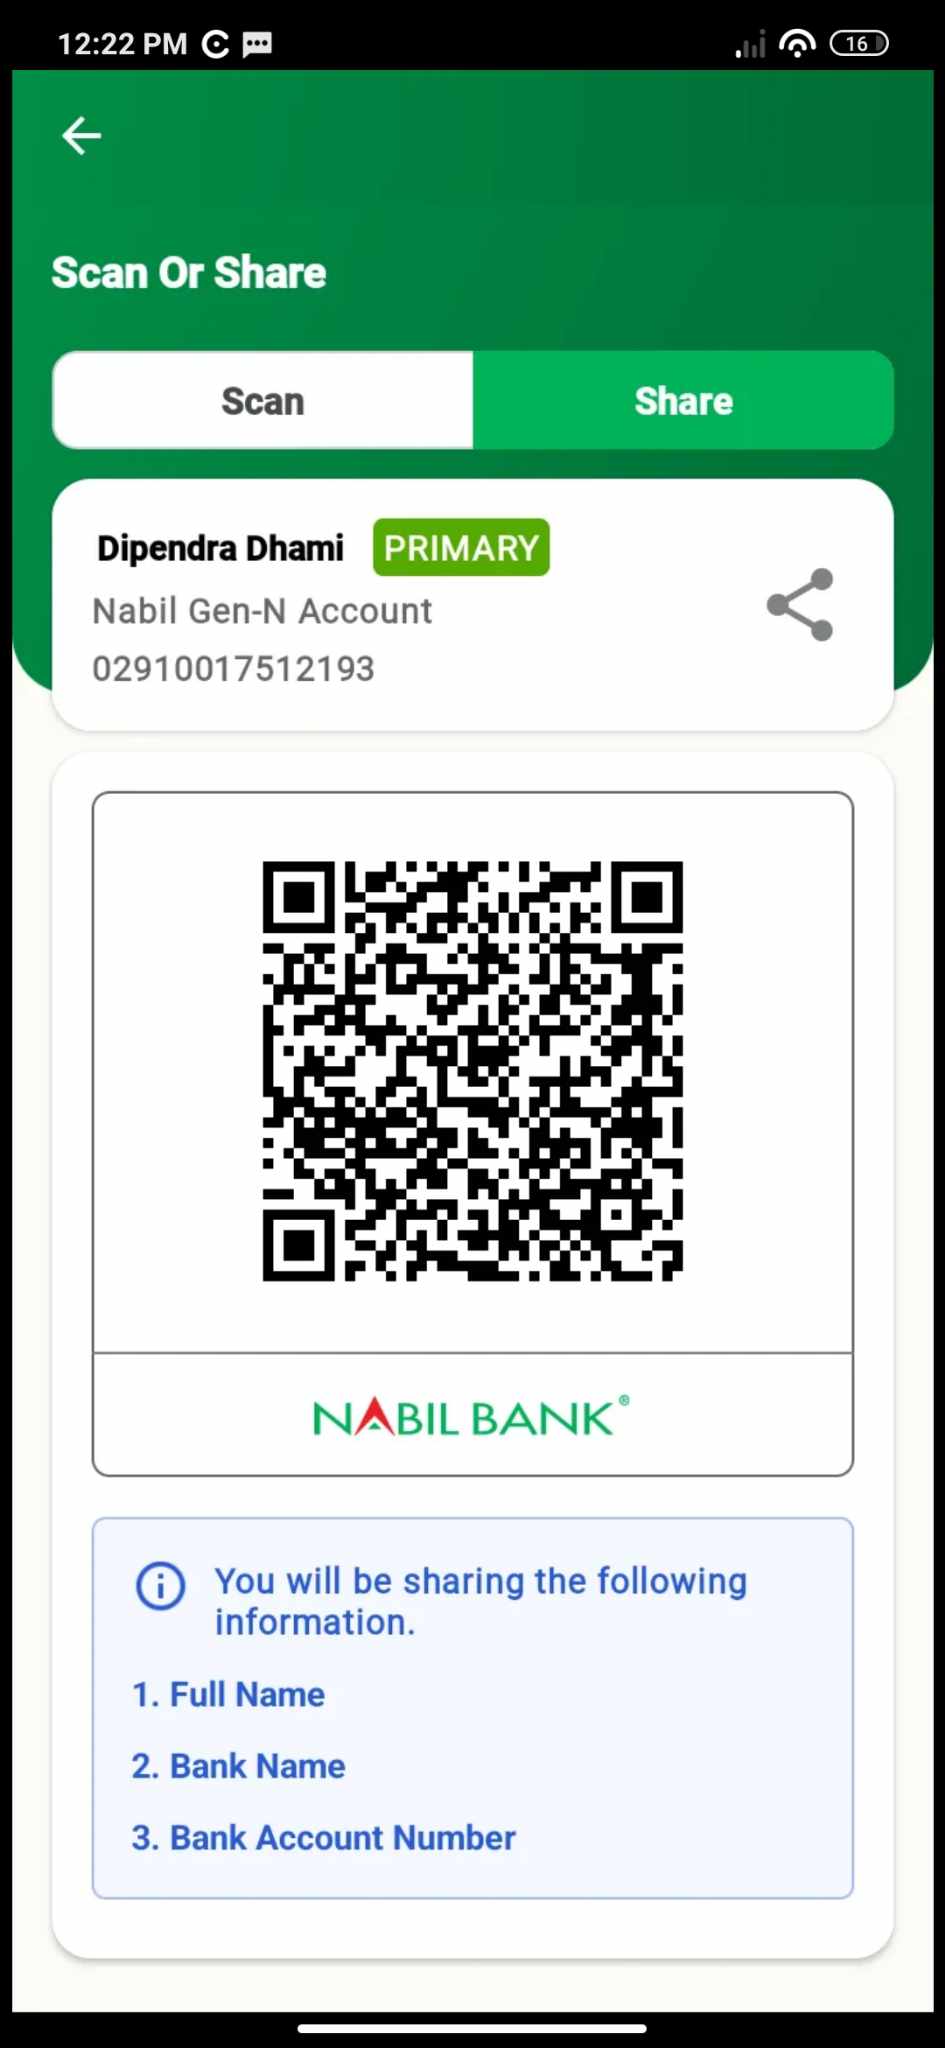 12:22 PM
16
Scan Or Share
Scan
Share
Dipendra Dhami PRIMARY
Nabil Gen-N Account
02910017512193
NABIL BANK®
You will be sharing the following
information.
1. Full Name
2. Bank Name
3. Bank Account Number